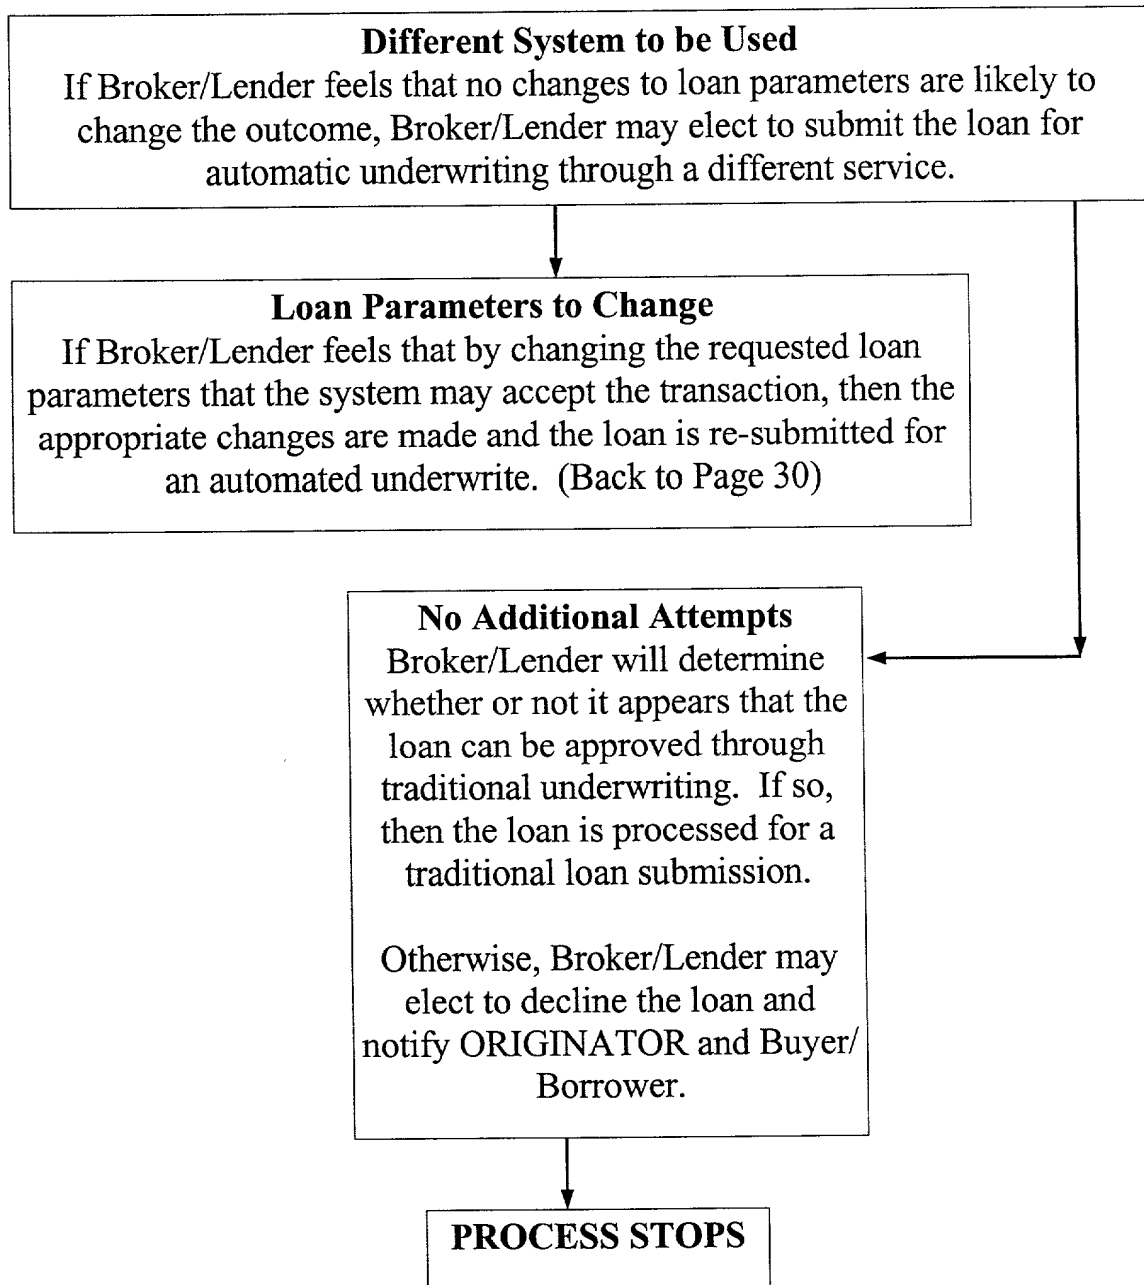 Different System to be Used
If Broker/Lender feels that no changes to loan parameters are likely to
change the outcome, Broker/Lender may elect to submit the loan for
automatic underwriting through a different service.
Loan Parameters to Change
If Broker/Lender feels that by changing the requested loan
parameters that the system may accept the transaction, then the
appropriate changes are made and the loan is re-submitted for
an automated underwrite.  (Back to Page 30)
No Additional Attempts
Broker/Lender will determine
whether or not it appears that the
loan can be approved through
traditional underwriting.  If so,
then the loan is processed for a
traditional loan submission.
Otherwise, Broker/Lender may
elect to decline the loan and
notify ORIGINATOR and Buyer/
Borrower.
PROCESS STOPS